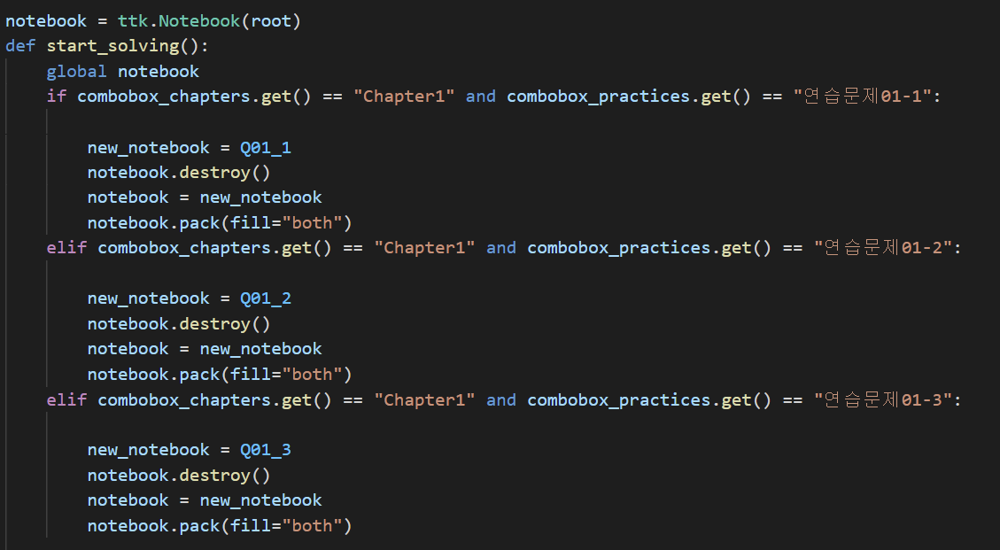 notebook = ttk.Notebook(root)
def start_solving():
    global notebook
    if combobox_chapters.get() == "Chapter1" and combobox_practices.get() == "연습문제01-1":
        new_notebook = Q01_1
        notebook.destroy()
        notebook = new_notebook
        notebook.pack(fill="both")
    elif combobox_chapters.get() == "Chapter1" and combobox_practices.get() == "연습문제01-2":
        new_notebook = Q01_2
        notebook.destroy()
        notebook = new_notebook
        notebook.pack(fill="both")
    elif combobox_chapters.get() == "Chapter1" and combobox_practices.get() == "연습문제01-3":
        new_notebook = Q01_3
        notebook.destroy()
        notebook = new_notebook
        notebook.pack(fill="both")